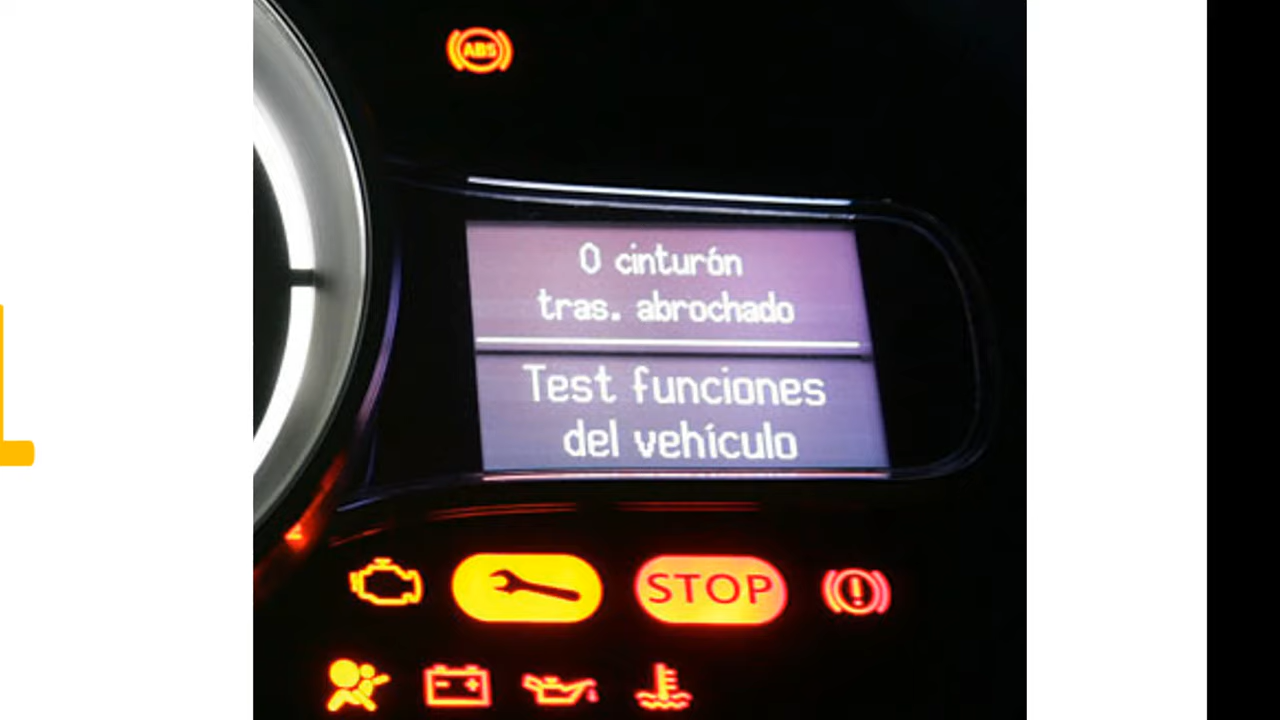 ABS
0 cinturón
tras. abrochado
Test funciones
del vehículo
STOP